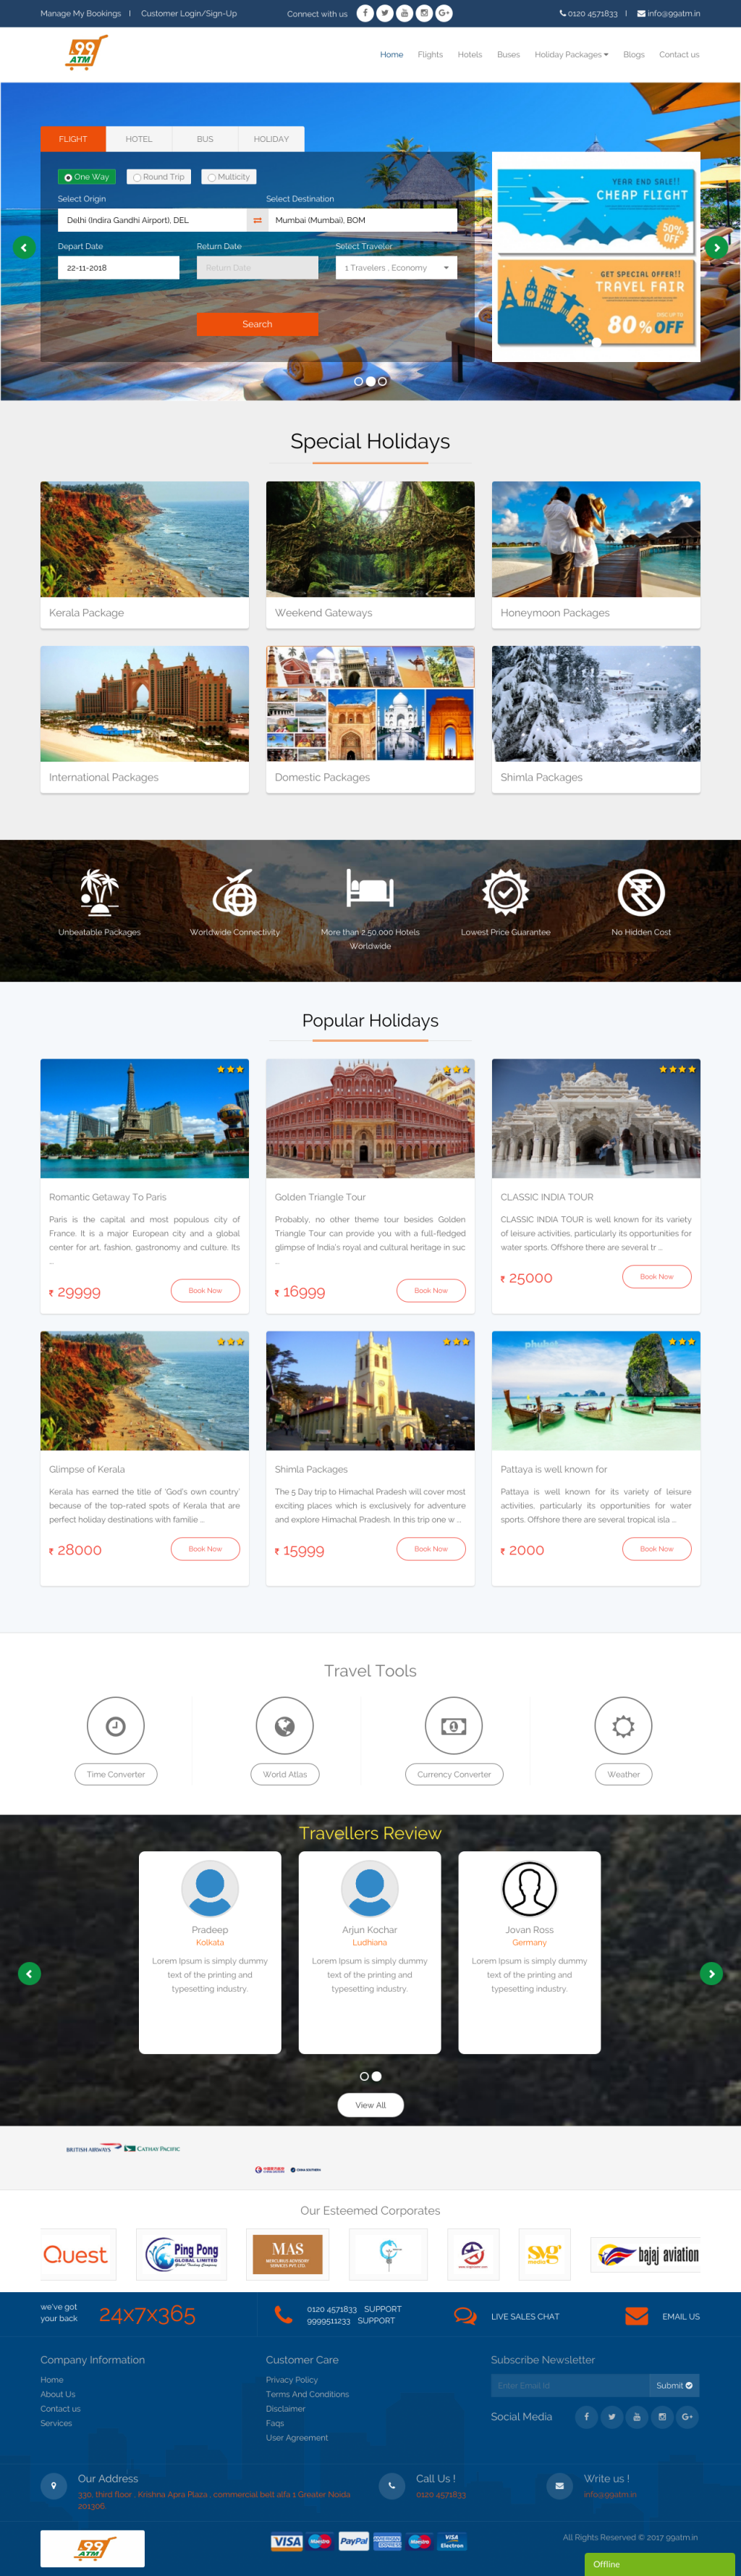 Manage My Bookings | Customer Login/Sign-Up
Connect with us
0120 4571833 | info@99atm.in
99
ATM
Home Flights Hotels Buses Holiday Packages Blogs Contact us
FLIGHT HOTEL BUS HOLIDAY
One Way Round Trip Multicity
Select Origin Select Destination
Delhi (Indira Gandhi Airport), DEL Mumbai (Mumbai), BOM
Depart Date Return Date Select Traveler
22-11-2018 Return Date 1 Travelers , Economy
Search
YEAR END SALE!!
CHEAP FLIGHT
50%
OFF
GET SPECIAL OFFER!!
TRAVEL FAIR
80% OFF
Special Holidays
Kerala Package
Weekend Gateways
Honeymoon Packages
International Packages
Domestic Packages
Shimla Packages
Unbeatable Packages
Worldwide Connectivity
More than 2,50,000 Hotels
Worldwide
Lowest Price Guarantee
No Hidden Cost
Popular Holidays
Romantic Getaway To Paris
Paris is the capital and most populous city of
France. It is a major European city and a global
center for art, fashion, gastronomy and culture. Its
...
₹ 29999 Book Now
Golden Triangle Tour
Probably, no other theme tour besides Golden
Triangle Tour can provide you with a full-fledged
glimpse of India's royal and cultural heritage in suc
...
₹ 16999 Book Now
CLASSIC INDIA TOUR
CLASSIC INDIA TOUR is well known for its variety
of leisure activities, particularly its opportunities for
water sports. Offshore there are several tr ...
₹ 25000 Book Now
Glimpse of Kerala
Kerala has earned the title of 'God's own country'
because of the top-rated spots of Kerala that are
perfect holiday destinations with familie ...
₹ 28000 Book Now
Shimla Packages
The 5 Day trip to Himachal Pradesh will cover most
exciting places which is exclusively for adventure
and explore Himachal Pradesh. In this trip one w ...
₹ 15999 Book Now
phuket
Pattaya is well known for
Pattaya is well known for its variety of leisure
activities, particularly its opportunities for water
sports. Offshore there are several tropical isla ...
₹ 2000 Book Now
Travel Tools
Time Converter
World Atlas
Currency Converter
Weather
Travellers Review
Pradeep
Kolkata
Lorem Ipsum is simply dummy
text of the printing and
typesetting industry.
Arjun Kochar
Ludhiana
Lorem Ipsum is simply dummy
text of the printing and
typesetting industry.
Jovan Ross
Germany
Lorem Ipsum is simply dummy
text of the printing and
typesetting industry.
View All
BRITISH AIRWAYS CATHAY PACIFIC
CHINA SOUTHERN
Our Esteemed Corporates
Quest
Ping Pong
GLOBAL LIMITED
MAS
MERCURIUS ADVISORY
SERVICES PVT. LTD.
svg
media
bajaj aviation
we've got
your back
24x7x365
0120 4571833 SUPPORT
9999511233 SUPPORT
LIVE SALES CHAT
EMAIL US
Company Information
Home
About Us
Contact us
Services
Customer Care
Privacy Policy
Terms And Conditions
Disclaimer
Faqs
User Agreement
Subscribe Newsletter
Enter Email Id Submit
Social Media
Our Address
330, third floor , Krishna Apra Plaza , commercial belt alfa 1 Greater Noida
201306.
Call Us !
0120 4571833
Write us !
info@99atm.in
99
ATM
VISA Maestro PayPal AMERICAN EXPRESS Maestro VISA Electron
All Rights Reserved © 2017 99atm.in
Offline